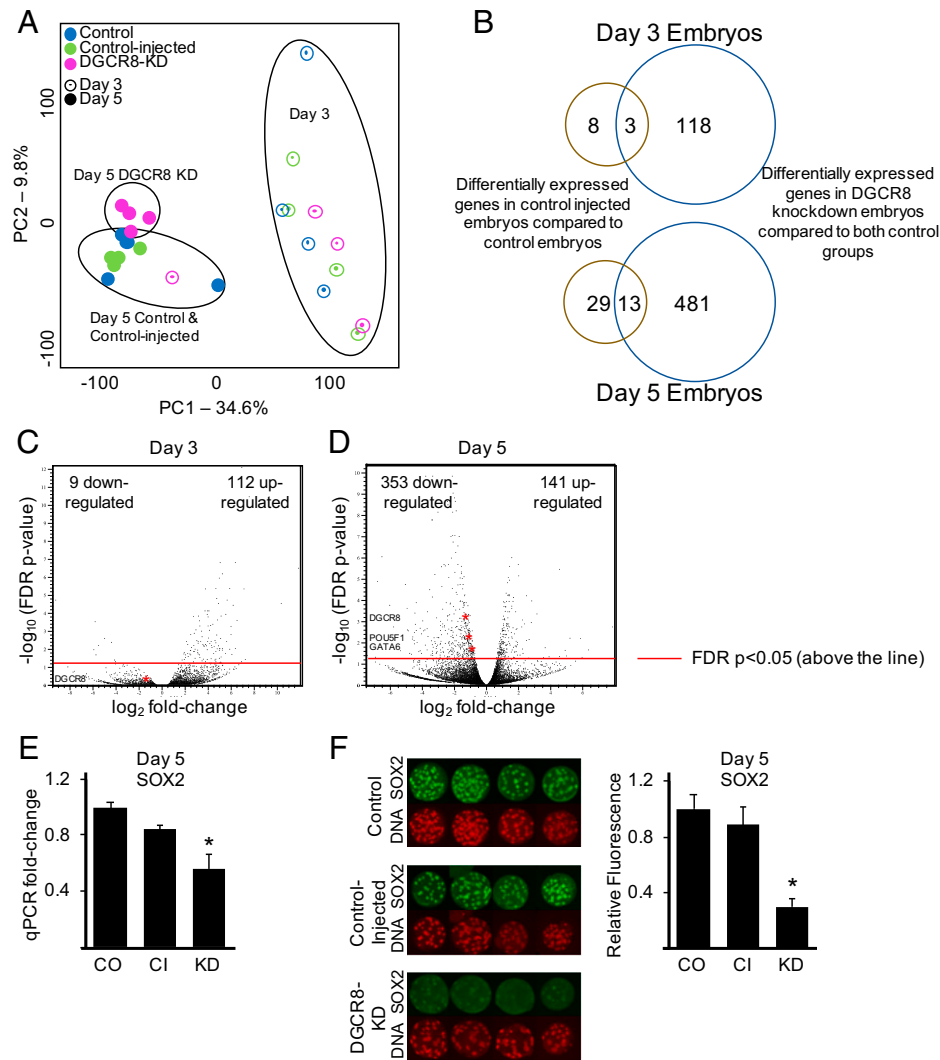 A
Control
Control-injected
DGCR8-KD
Day 3
Day 5
Day 3
Day 5 DGCR8 KD
Day 5 Control &
Control-injected
PC2 – 9.8%
100
0
-100
-100
0
100
PC1 – 34.6%
B
Day 3 Embryos
8
3
118
Differentially expressed
genes in control injected
embryos compared to
control embryos
Differentially expressed
genes in DGCR8
knockdown embryos
compared to both control
groups
29
13
481
Day 5 Embryos
C
Day 3
9 down-
regulated
112 up-
regulated
-log10 (FDR p-value)
DGCR8
log2 fold-change
D
Day 5
353 down-
regulated
141 up-
regulated
-log10 (FDR p-value)
DGCR8
POU5F1
GATA6
log2 fold-change
FDR p<0.05 (above the line)
E
Day 5
SOX2
qPCR fold-change
1.2
0.8
0.4
*
CO
CI
KD
F
Control
SOX2
DNA
Control-
Injected
SOX2
DNA
DGCR8-
KD
SOX2
DNA
Day 5
SOX2
Relative Fluorescence
1.2
0.8
0.4
*
CO
CI
KD